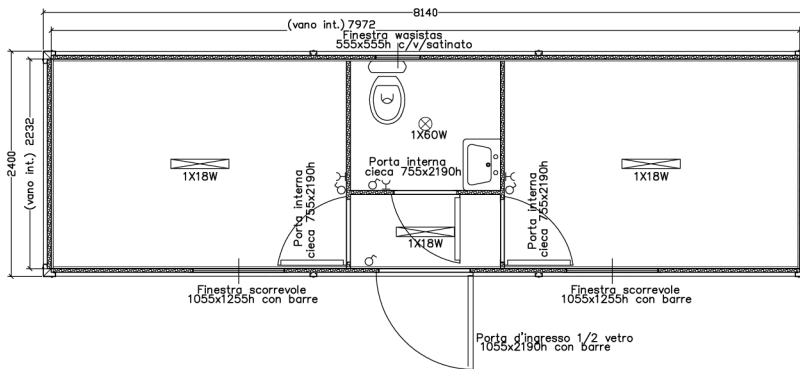 8140
(vano int.) 7972
Finestra wasistas
555x555h c/v/satinato
2400
(vano int.) 2232
1X60W
Porta interna
cieca 755x2190h
1X18W
1X18W
Porta interna
cieca 755x2190h
Porta interna
cieca 755x2190h
1X18W
Finestra scorrevole
1055x1255h con barre
Finestra scorrevole
1055x1255h con barre
Porta d'ingresso 1/2 vetro
1055x2190h con barre